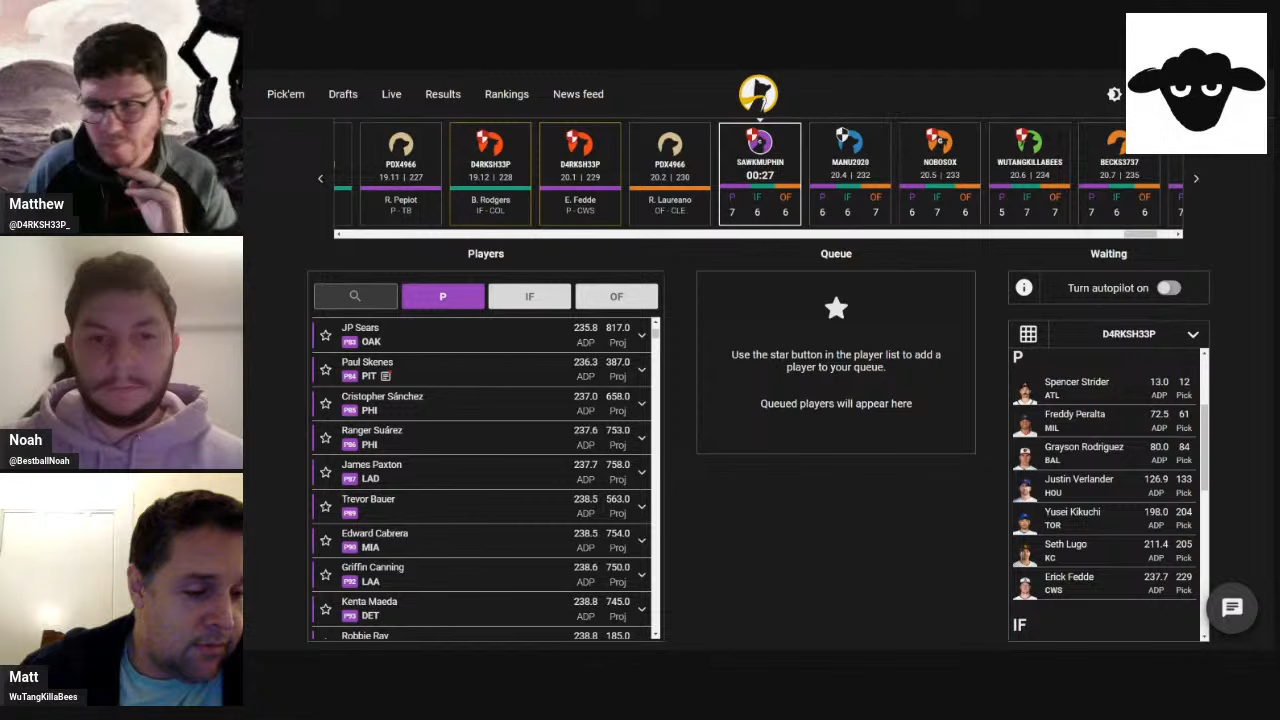 Matthew
@D4RKSH33P_
Noah
@BestballNoah
Matt
WuTangKillaBees
Pick'em Drafts Live Results Rankings News feed
PDX4966
19.11 | 227
R. Pepiot
P - TB
D4RKSH33P
19.12 | 228
B. Rodgers
IF - COL
D4RKSH33P
20.1 | 229
E. Fedde
P - CWS
PDX4966
20.2 | 230
R. Laureano
OF - CLE
SAWKMUPHIN
00:27
P IF OF
7 6 6
MANU2020
20.4 | 232
P IF OF
6 6 7
NOBOSOX
20.5 | 233
P IF OF
6 7 6
WUTANGKILLABEES
20.6 | 234
P IF OF
5 7 7
BECKS3737
20.7 | 235
P IF OF
7 6 6
7
Players
P IF OF
JP Sears 235.8 817.0
P83 OAK ADP Proj
Paul Skenes 236.3 387.0
P84 PIT ADP Proj
Cristopher Sánchez 237.0 658.0
P85 PHI ADP Proj
Ranger Suárez 237.6 753.0
P86 PHI ADP Proj
James Paxton 237.7 758.0
P87 LAD ADP Proj
Trevor Bauer 238.5 563.0
P89 ADP Proj
Edward Cabrera 238.5 754.0
P90 MIA ADP Proj
Griffin Canning 238.6 750.0
P92 LAA ADP Proj
Kenta Maeda 238.8 745.0
P93 DET ADP Proj
Robbie Ray 238.8 185.0
Queue
Use the star button in the player list to add a
player to your queue.
Queued players will appear here
Waiting
Turn autopilot on
D4RKSH33P
P
Spencer Strider 13.0 12
ATL ADP Pick
Freddy Peralta 72.5 61
MIL ADP Pick
Grayson Rodriguez 80.0 84
BAL ADP Pick
Justin Verlander 126.9 133
HOU ADP Pick
Yusei Kikuchi 198.0 204
TOR ADP Pick
Seth Lugo 211.4 205
KC ADP Pick
Erick Fedde 237.7 229
CWS ADP Pick
IF